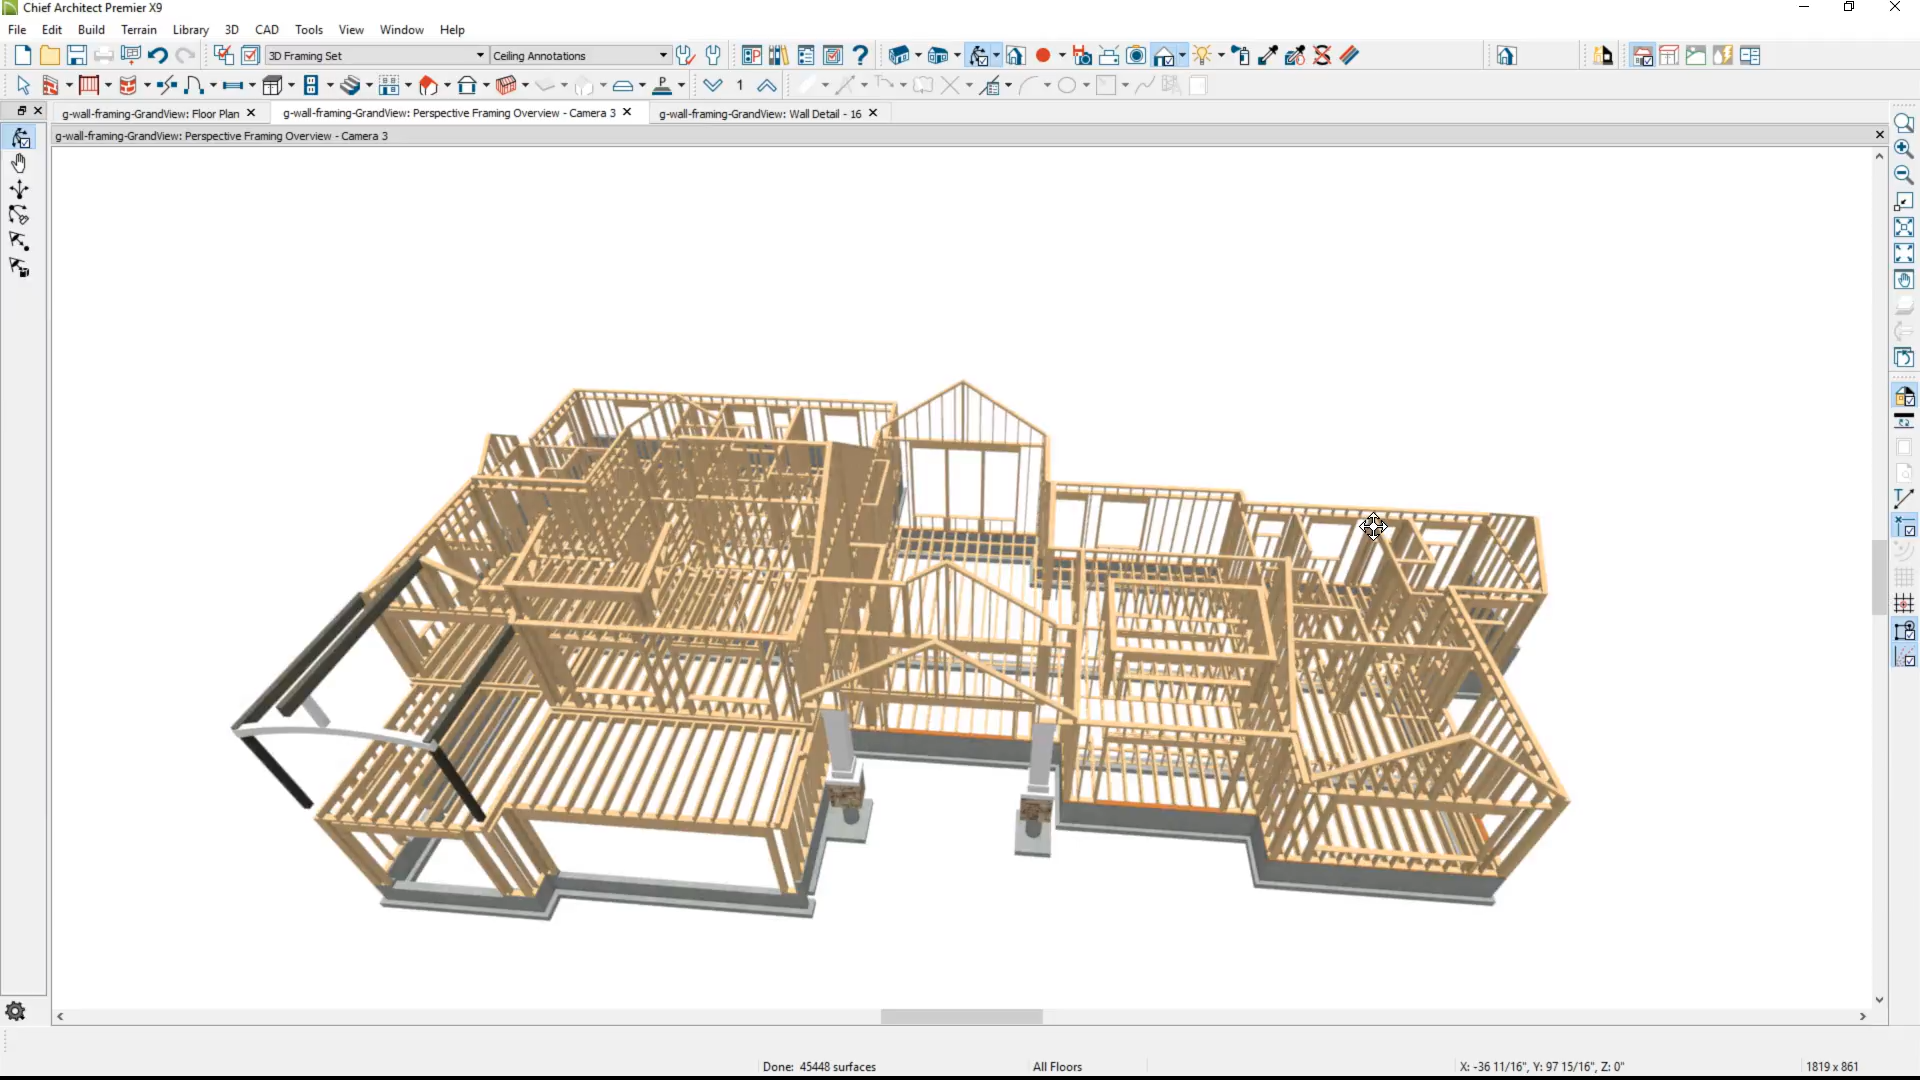 Chief Architect Premier X9
File Edit Build Terrain Library 3D CAD Tools View Window Help
3D Framing Set Ceiling Annotations
1
g-wall-framing-GrandView: Floor Plan g-wall-framing-GrandView: Perspective Framing Overview - Camera 3 g-wall-framing-GrandView: Wall Detail - 16
g-wall-framing-GrandView: Perspective Framing Overview - Camera 3
Done: 45448 surfaces All Floors X: -36 11/16", Y: 97 15/16", Z: 0" 1819 x 861